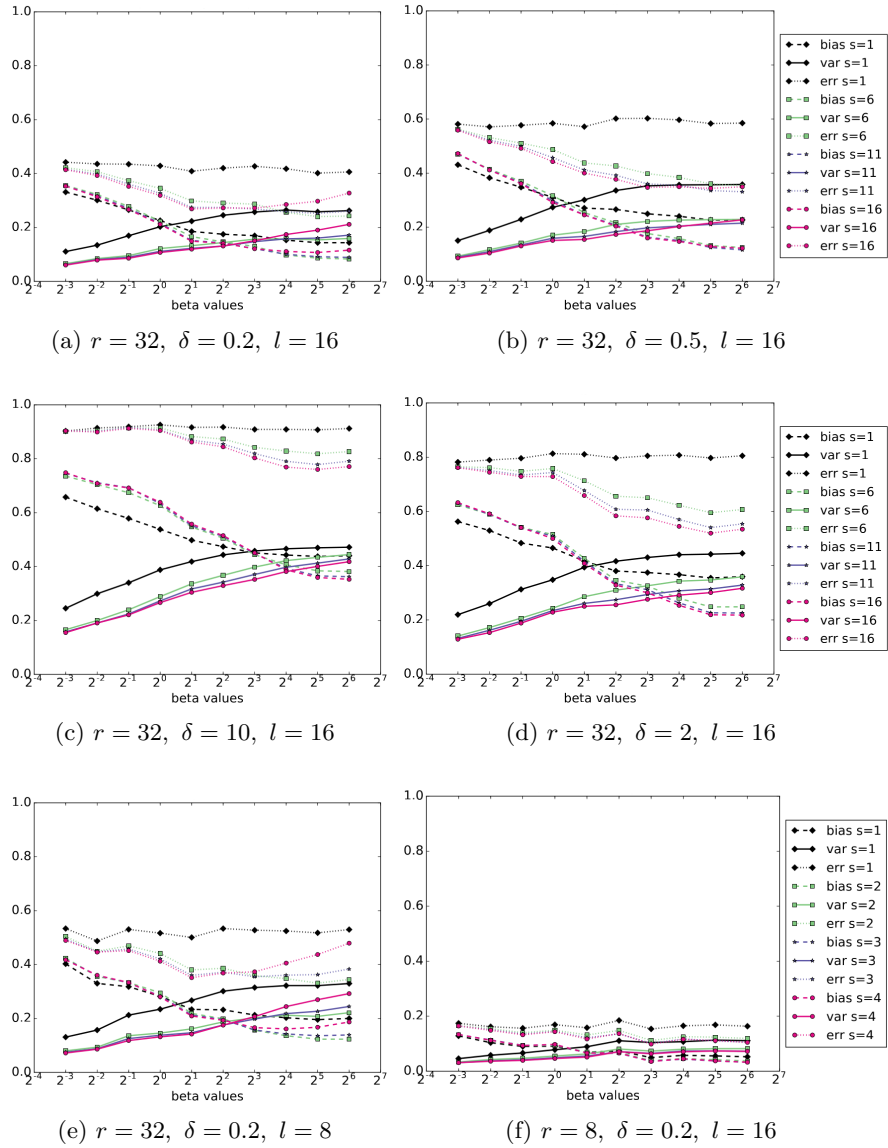 1.0
0.8
0.6
0.4
0.2
0.0
2^-4 2^-3 2^-2 2^-1 2^0 2^1 2^2 2^3 2^4 2^5 2^6 2^7
beta values
(a) r = 32, δ = 0.2, l = 16
1.0
0.8
0.6
0.4
0.2
0.0
2^-4 2^-3 2^-2 2^-1 2^0 2^1 2^2 2^3 2^4 2^5 2^6 2^7
beta values
(b) r = 32, δ = 0.5, l = 16
bias s=1
var s=1
err s=1
bias s=6
var s=6
err s=6
bias s=11
var s=11
err s=11
bias s=16
var s=16
err s=16
1.0
0.8
0.6
0.4
0.2
0.0
2^-4 2^-3 2^-2 2^-1 2^0 2^1 2^2 2^3 2^4 2^5 2^6 2^7
beta values
(c) r = 32, δ = 10, l = 16
1.0
0.8
0.6
0.4
0.2
0.0
2^-4 2^-3 2^-2 2^-1 2^0 2^1 2^2 2^3 2^4 2^5 2^6 2^7
beta values
(d) r = 32, δ = 2, l = 16
bias s=1
var s=1
err s=1
bias s=6
var s=6
err s=6
bias s=11
var s=11
err s=11
bias s=16
var s=16
err s=16
1.0
0.8
0.6
0.4
0.2
0.0
2^-4 2^-3 2^-2 2^-1 2^0 2^1 2^2 2^3 2^4 2^5 2^6 2^7
beta values
(e) r = 32, δ = 0.2, l = 8
1.0
0.8
0.6
0.4
0.2
0.0
2^-4 2^-3 2^-2 2^-1 2^0 2^1 2^2 2^3 2^4 2^5 2^6 2^7
beta values
(f) r = 8, δ = 0.2, l = 16
bias s=1
var s=1
err s=1
bias s=2
var s=2
err s=2
bias s=3
var s=3
err s=3
bias s=4
var s=4
err s=4